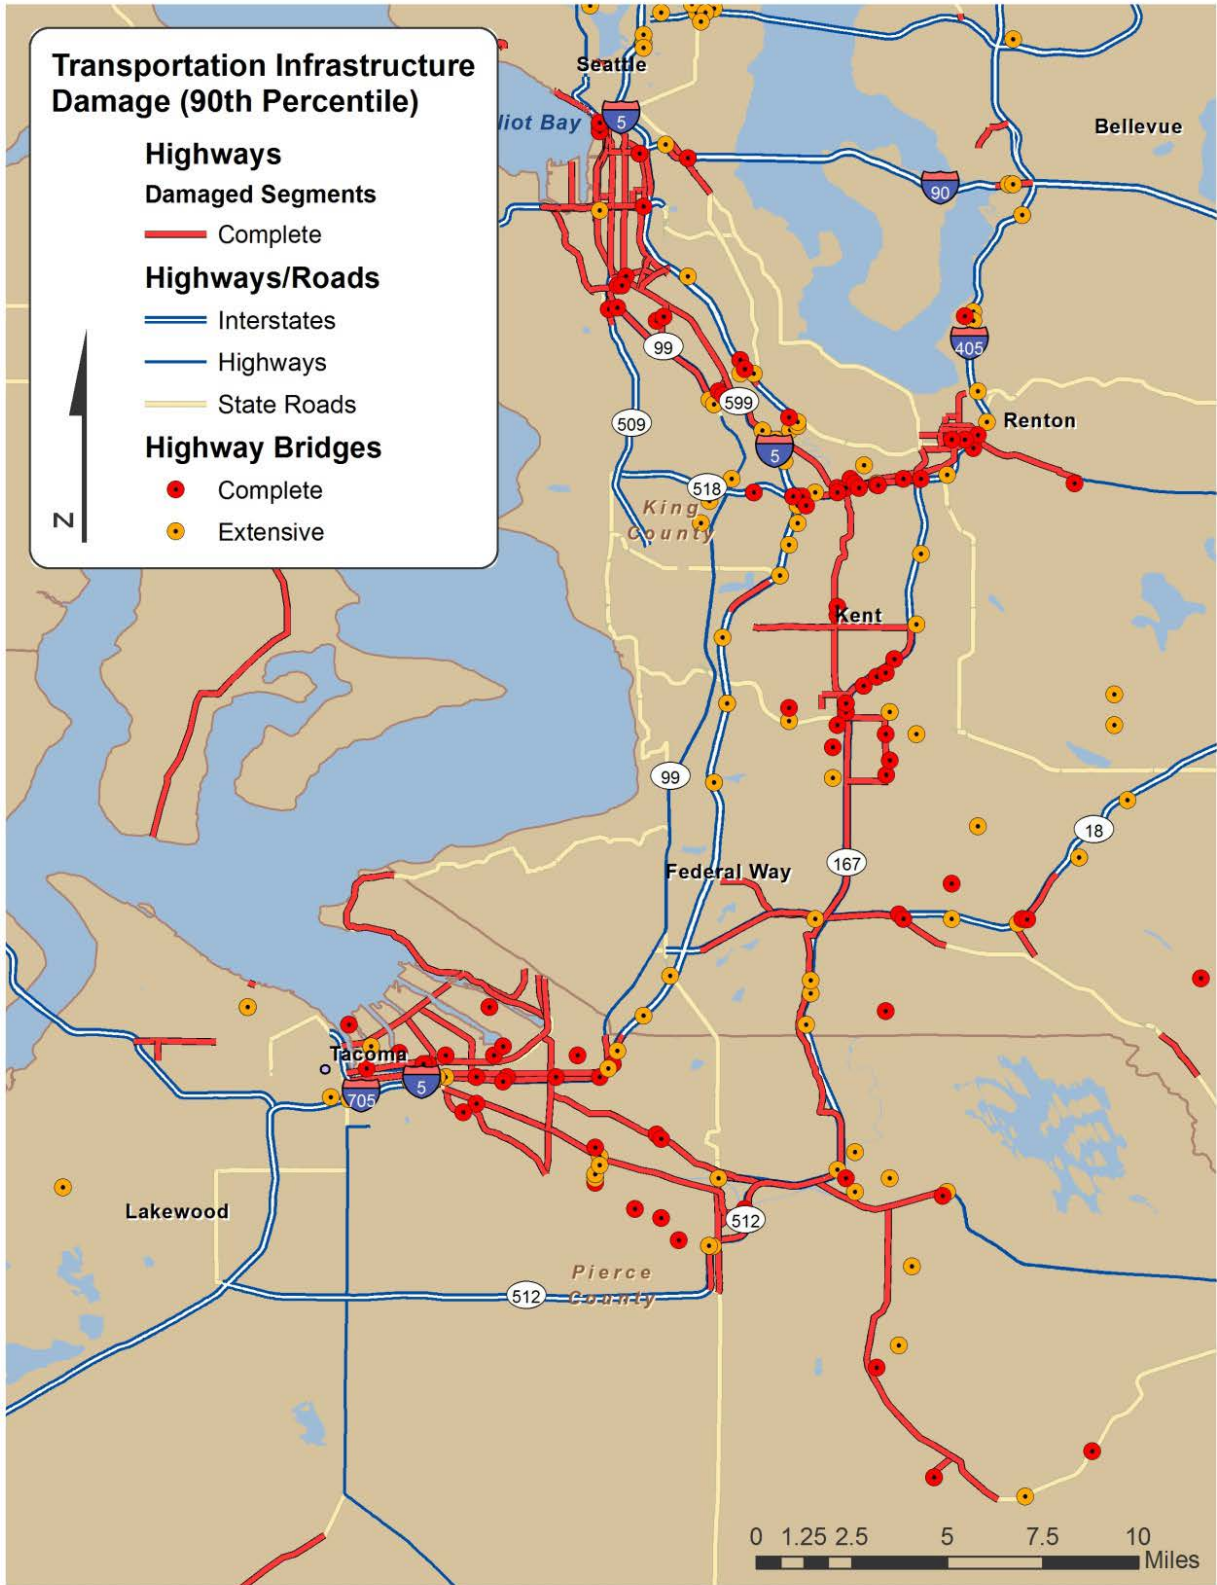 Transportation Infrastructure
Damage (90th Percentile)
Highways
Damaged Segments
Complete
Highways/Roads
Interstates
Highways
State Roads
Highway Bridges
Complete
Extensive
N
Seattle
liot Bay
5
Bellevue
90
99
405
599
Renton
509
5
518
King
County
Kent
99
18
Federal Way
167
Tacoma
5
705
Lakewood
512
Pierce
County
512
0 1.25 2.5 5 7.5 10
Miles